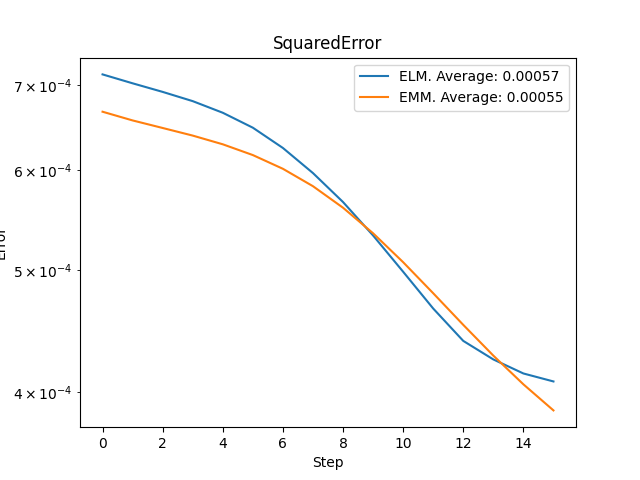 SquaredError
ELM. Average: 0.00057
EMM. Average: 0.00055
7 × 10⁻⁴
6 × 10⁻⁴
5 × 10⁻⁴
4 × 10⁻⁴
Error
0 2 4 6 8 10 12 14
Step